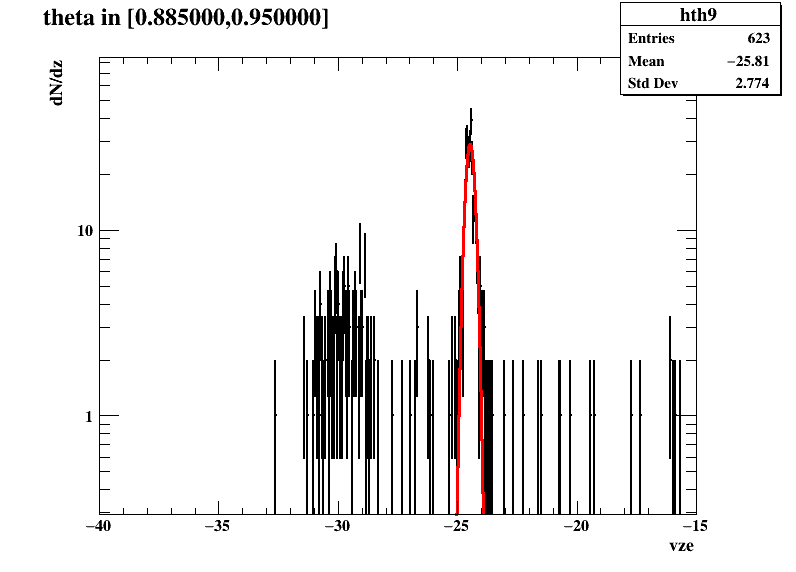 theta in [0.885000,0.950000]
hth9
Entries 623
Mean −25.81
Std Dev 2.774
dN/dz
10
1
−40 −35 −30 −25 −20 −15
vze